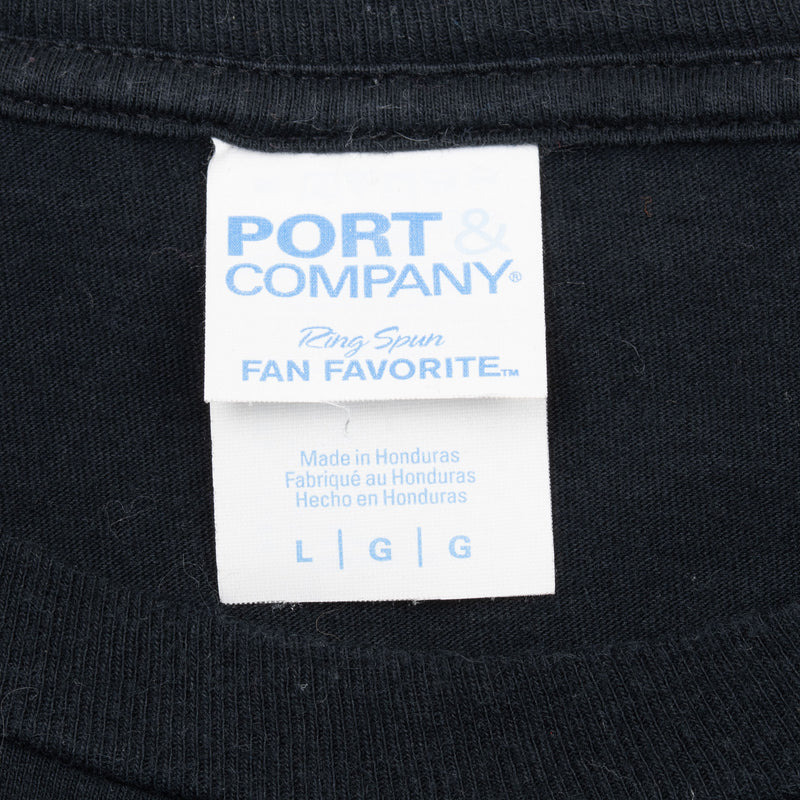 PORT &
COMPANY®
Ring Spun
FAN FAVORITE™
Made in Honduras
Fabriqué au Honduras
Hecho en Honduras
L | G | G